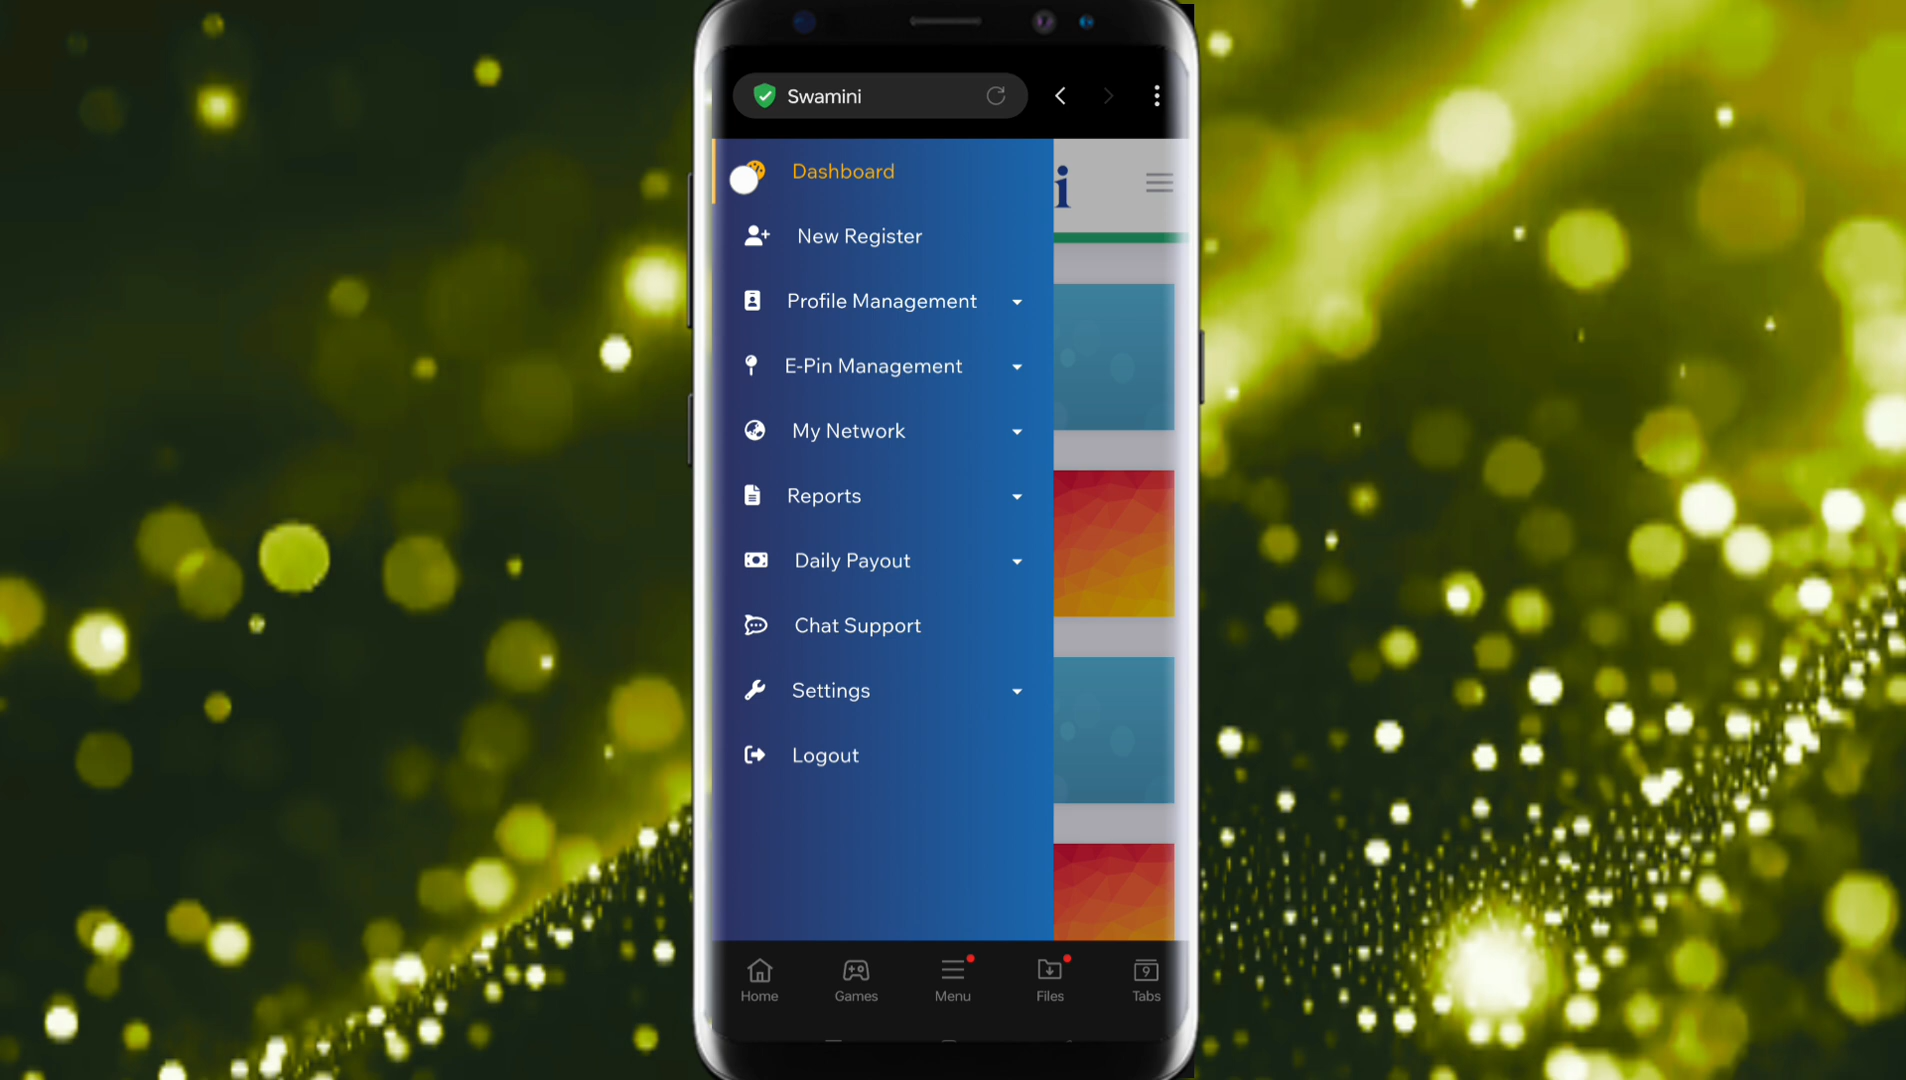 Swamini
Dashboard
i
New Register
Profile Management
E-Pin Management
My Network
Reports
Daily Payout
Chat Support
Settings
Logout
9
Home
Games
Menu
Files
Tabs